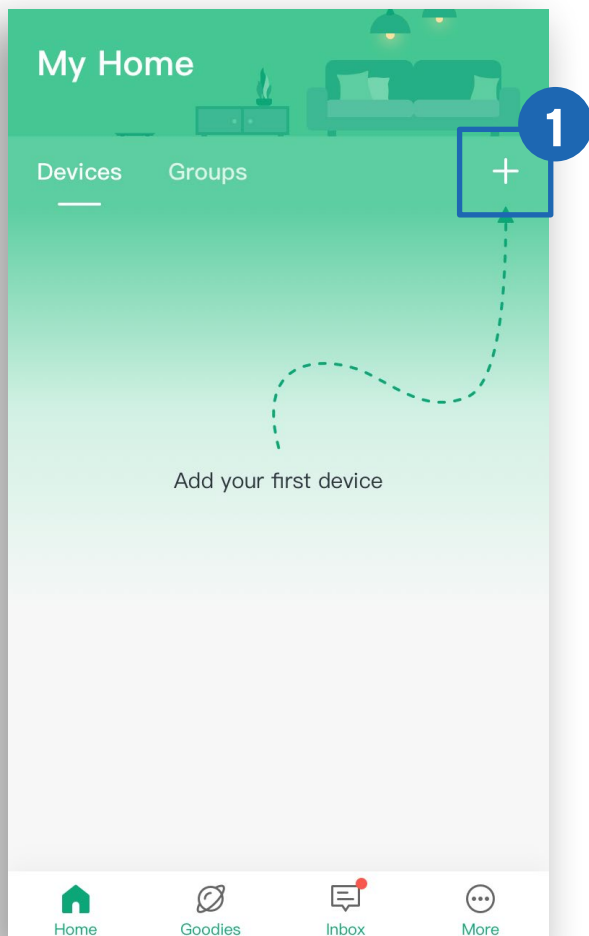 My Home
1
Devices Groups +
Add your first device
Home Goodies Inbox More